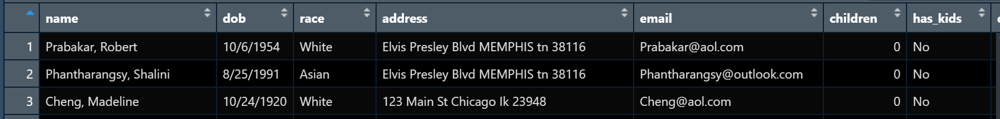 name dob race address email children has_kids
1 Prabakar, Robert 10/6/1954 White Elvis Presley Blvd MEMPHIS tn 38116 Prabakar@aol.com 0 No
2 Phantharangsy, Shalini 8/25/1991 Asian Elvis Presley Blvd MEMPHIS tn 38116 Phantharangsy@outlook.com 0 No
3 Cheng, Madeline 10/24/1920 White 123 Main St Chicago Ik 23948 Cheng@aol.com 0 No